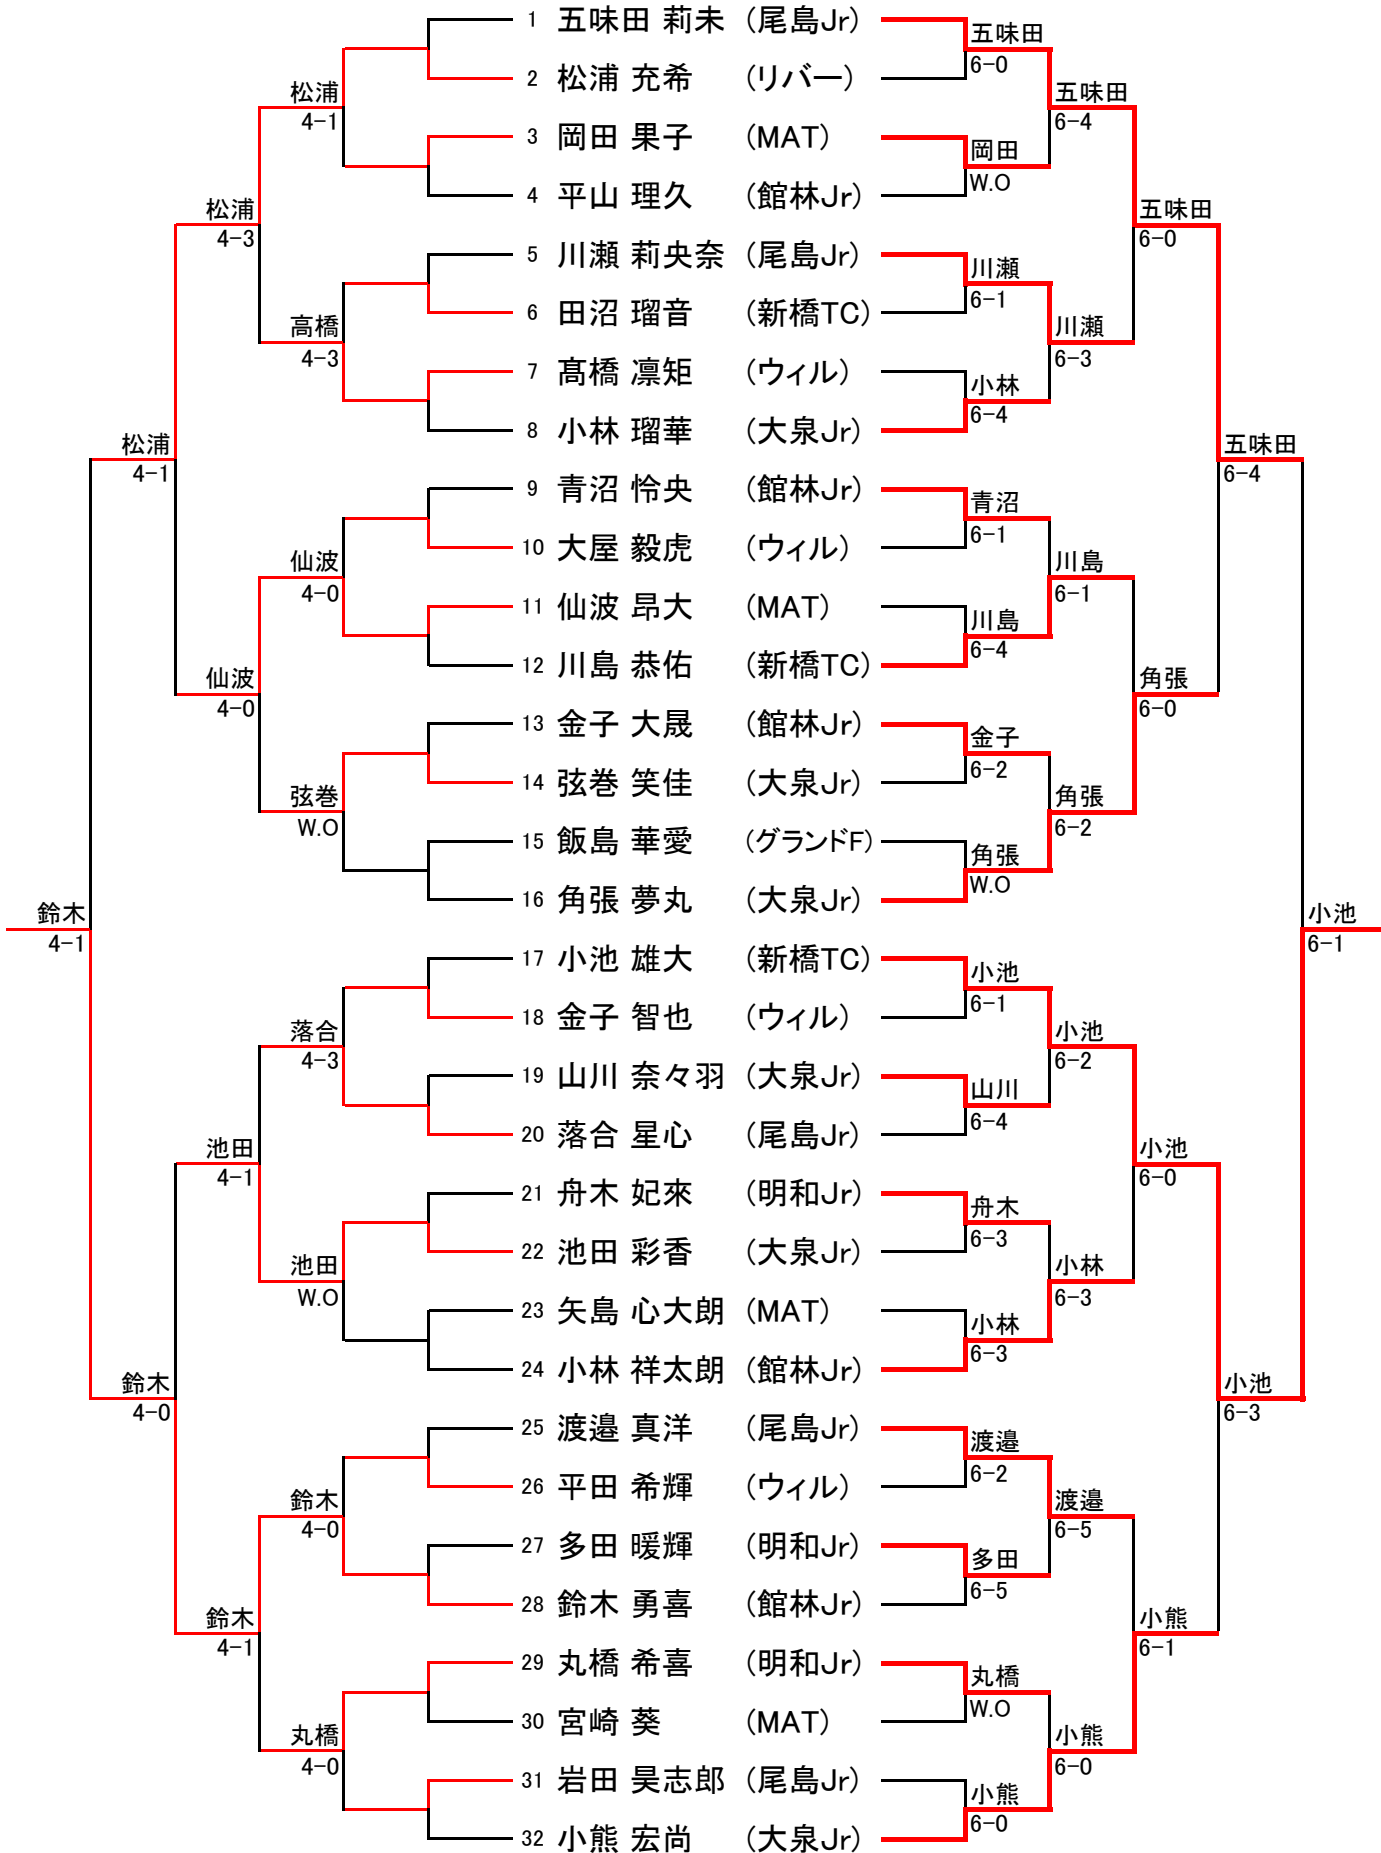 1 五味田 莉未 (尾島Jr)
五味田
6-0
2 松浦 充希 (リバー)
松浦
4-1
五味田
6-4
3 岡田 果子 (MAT)
岡田
W.O
4 平山 理久 (館林Jr)
松浦
4-3
五味田
6-0
5 川瀬 莉央奈 (尾島Jr)
川瀬
6-1
6 田沼 瑠音 (新橋TC)
高橋
4-3
川瀬
6-3
7 髙橋 凛矩 (ウィル)
小林
6-4
8 小林 瑠華 (大泉Jr)
松浦
4-1
五味田
6-4
9 青沼 怜央 (館林Jr)
青沼
6-1
10 大屋 毅虎 (ウィル)
仙波
4-0
川島
6-1
11 仙波 昂大 (MAT)
川島
6-4
12 川島 恭佑 (新橋TC)
仙波
4-0
角張
6-0
13 金子 大晟 (館林Jr)
金子
6-2
14 弦巻 笑佳 (大泉Jr)
弦巻
W.O
角張
6-2
15 飯島 華愛 (グランドF)
角張
W.O
16 角張 夢丸 (大泉Jr)
鈴木
4-1
小池
6-1
17 小池 雄大 (新橋TC)
小池
6-1
18 金子 智也 (ウィル)
落合
4-3
小池
6-2
19 山川 奈々羽 (大泉Jr)
山川
6-4
20 落合 星心 (尾島Jr)
池田
4-1
小池
6-0
21 舟木 妃來 (明和Jr)
舟木
6-3
22 池田 彩香 (大泉Jr)
池田
W.O
小林
6-3
23 矢島 心大朗 (MAT)
小林
6-3
24 小林 祥太朗 (館林Jr)
鈴木
4-0
小池
6-3
25 渡邉 真洋 (尾島Jr)
渡邉
6-2
26 平田 希輝 (ウィル)
鈴木
4-0
渡邉
6-5
27 多田 暖輝 (明和Jr)
多田
6-5
28 鈴木 勇喜 (館林Jr)
鈴木
4-1
小熊
6-1
29 丸橋 希喜 (明和Jr)
丸橋
W.O
30 宮崎 葵 (MAT)
丸橋
4-0
小熊
6-0
31 岩田 昊志郎 (尾島Jr)
小熊
6-0
32 小熊 宏尚 (大泉Jr)